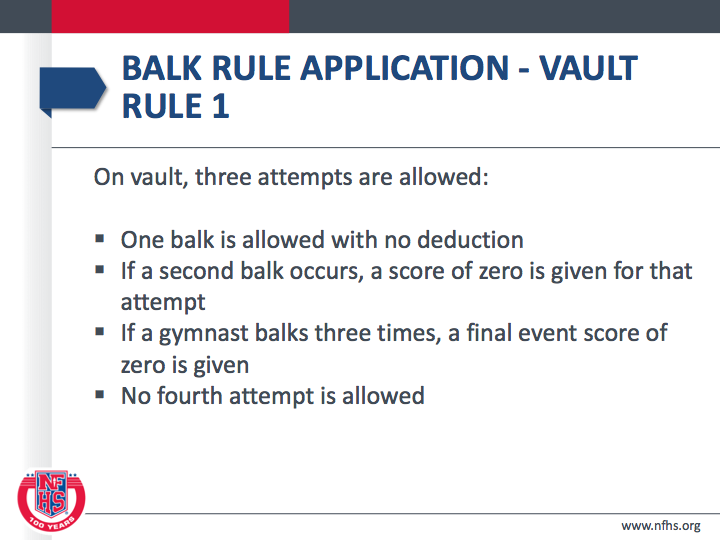 BALK RULE APPLICATION - VAULT
RULE 1
On vault, three attempts are allowed:
▪ One balk is allowed with no deduction
▪ If a second balk occurs, a score of zero is given for that
attempt
▪ If a gymnast balks three times, a final event score of
zero is given
▪ No fourth attempt is allowed
NF
HS
100 YEARS
www.nfhs.org